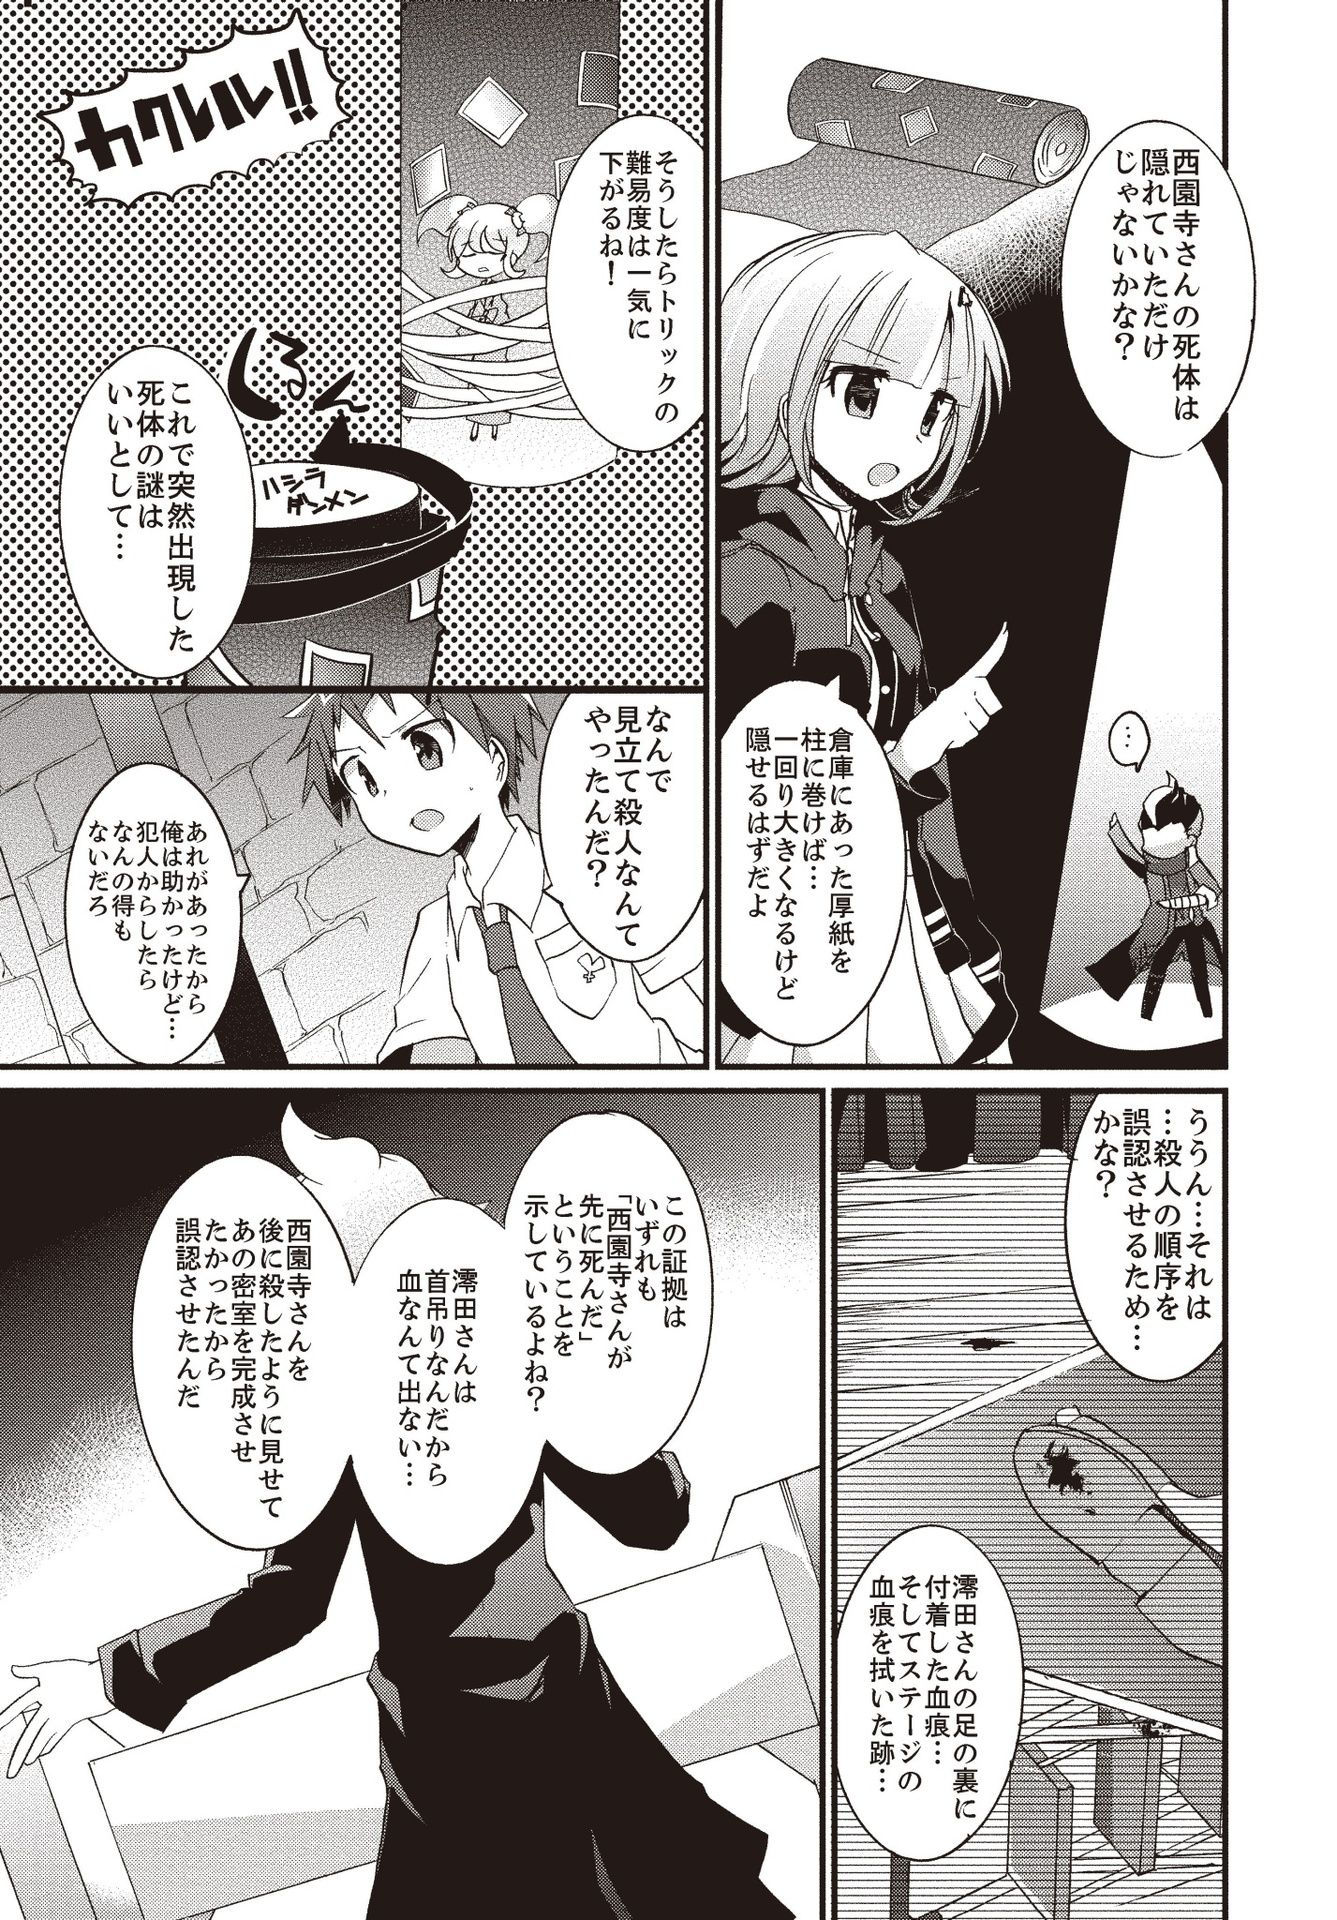 西園寺さんの死体は
隠れていただけ
じゃないかな？
…
倉庫にあった厚紙を
柱に巻けば…
一回り大きくなるけど
隠せるはずだよ
そうしたらトリックの
難易度は一気に
下がるね！
カクレルレ!!
しるん
ハシラ
ダンメン
これで突然出現した
死体の謎は
いいとして…
なんで
見立て殺人なんて
やったんだ？
あれがあったから
俺は助かったけど…
犯人からしたら
なんの得も
ないだろ
ううん…それは
…殺人の順序を
誤認させるため…
かな？
澪田さんの足の裏に
付着した血痕…
そしてステージの
血痕を拭いた跡…
この証拠は
いずれも
「西園寺さんが
先に死んだ」
ということを
示しているよね？
澪田さんは
首吊りなんだから
血なんて出ない…
西園寺さんを
後に殺したように見せて
あの密室を完成させ
たかったから
誤認させたんだ